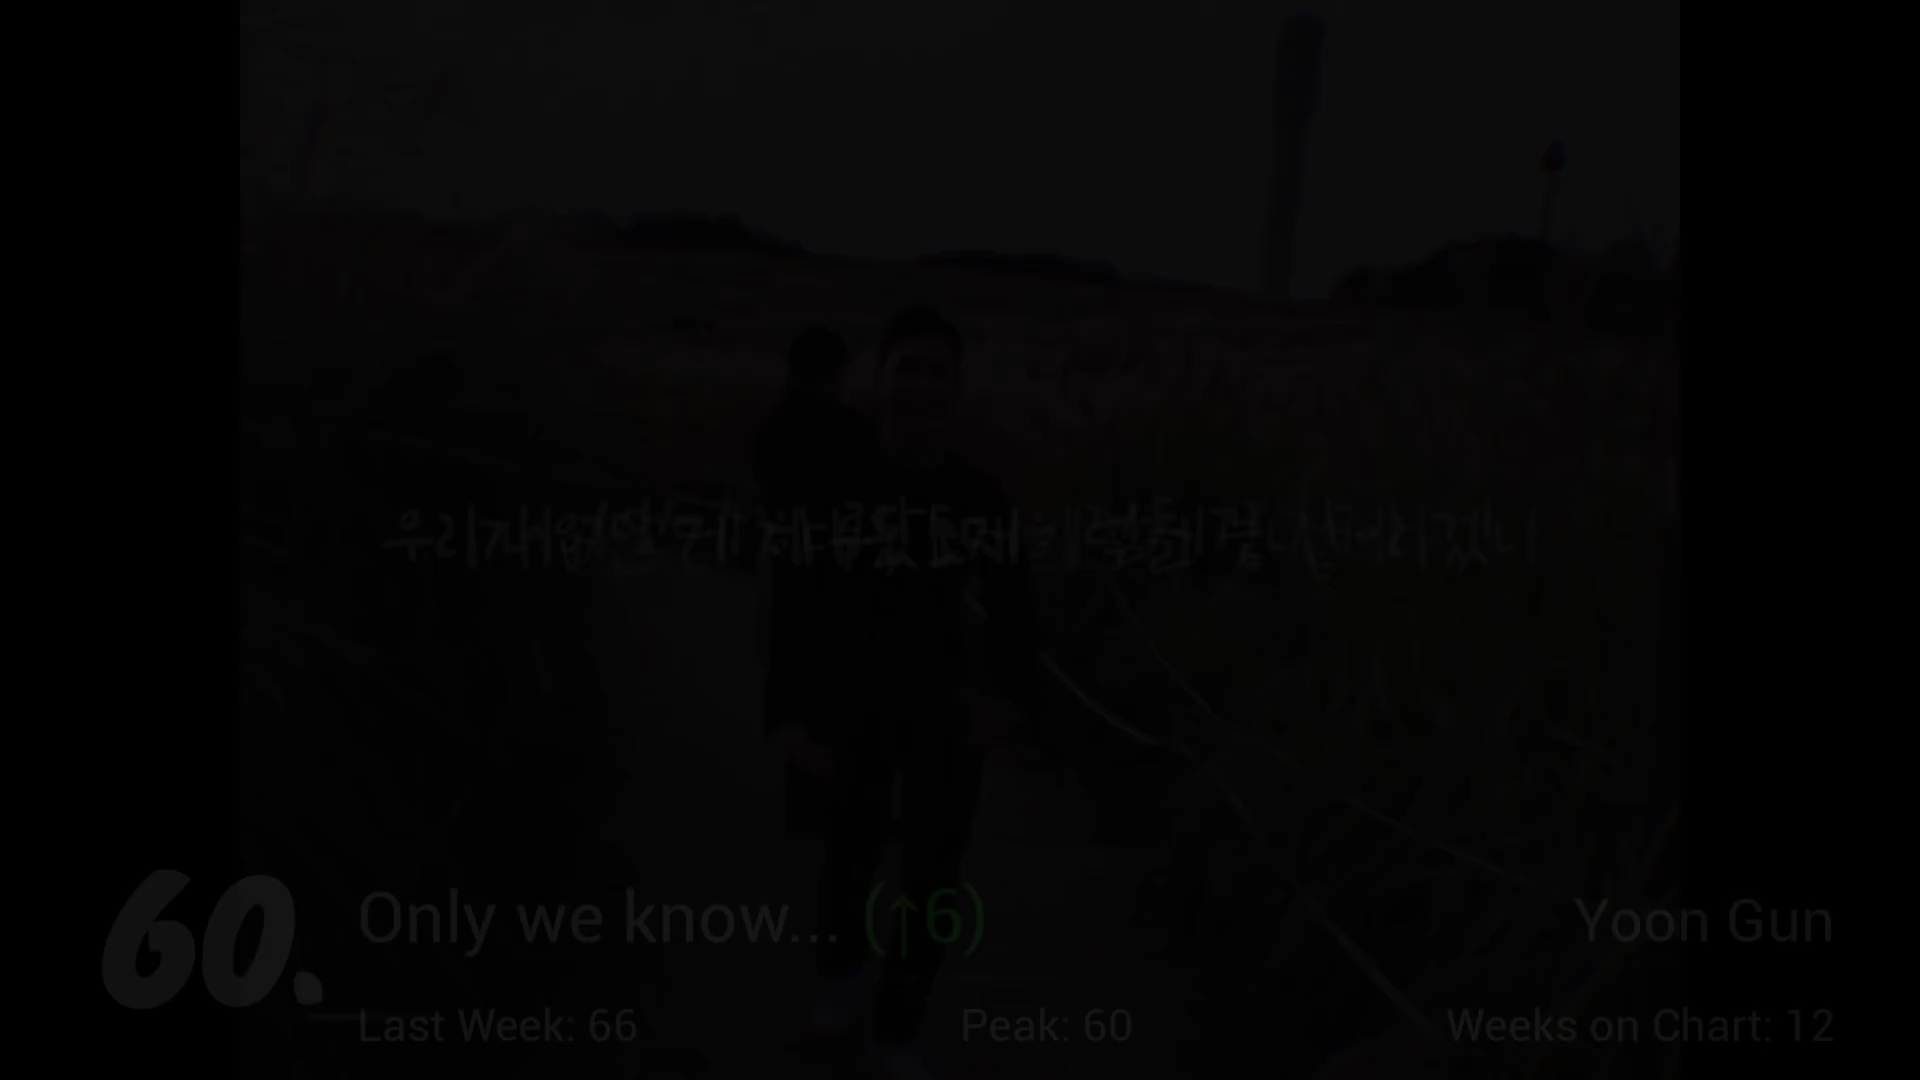 60.
Only we know... (↑6)
Yoon Gun
Last Week: 66
Peak: 60
Weeks on Chart: 12